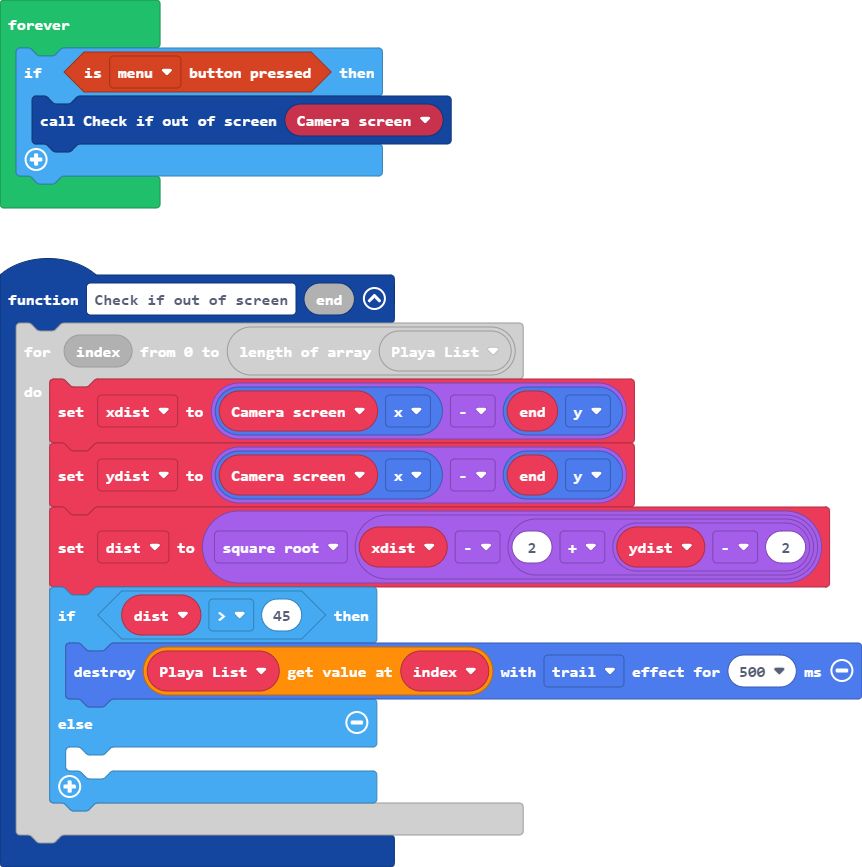 forever
if is menu button pressed then
call Check if out of screen Camera screen
function Check if out of screen end
for index from 0 to length of array Playa List
do
set xdist to Camera screen x - end y
set ydist to Camera screen x - end y
set dist to square root xdist - 2 + ydist - 2
if dist > 45 then
destroy Playa List get value at index with trail effect for 500 ms
else